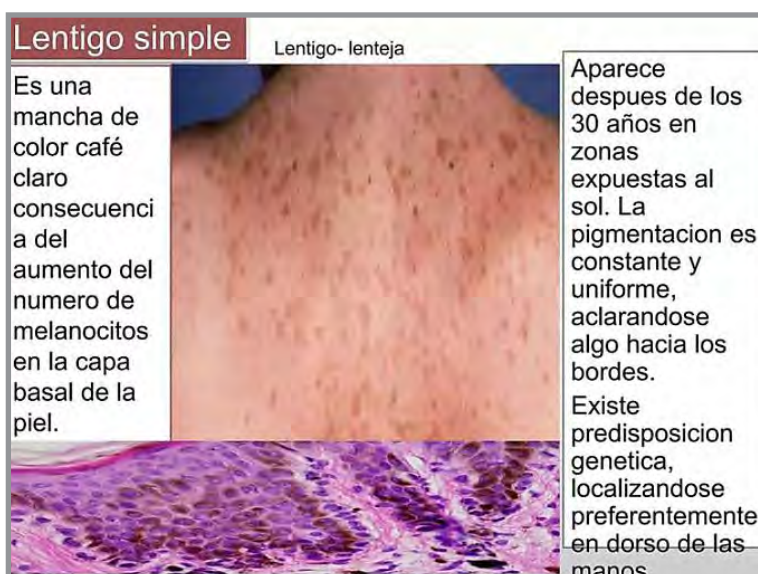 Lentigo simple
Lentigo- lenteja
Es una
mancha de
color café
claro
consecuenci
a del
aumento del
numero de
melanocitos
en la capa
basal de la
piel.
Aparece
despues de los
30 años en
zonas
expuestas al
sol. La
pigmentacion es
constante y
uniforme,
aclarandose
algo hacia los
bordes.
Existe
predisposicion
genetica,
localizandose
preferentemente
en dorso de las
manos